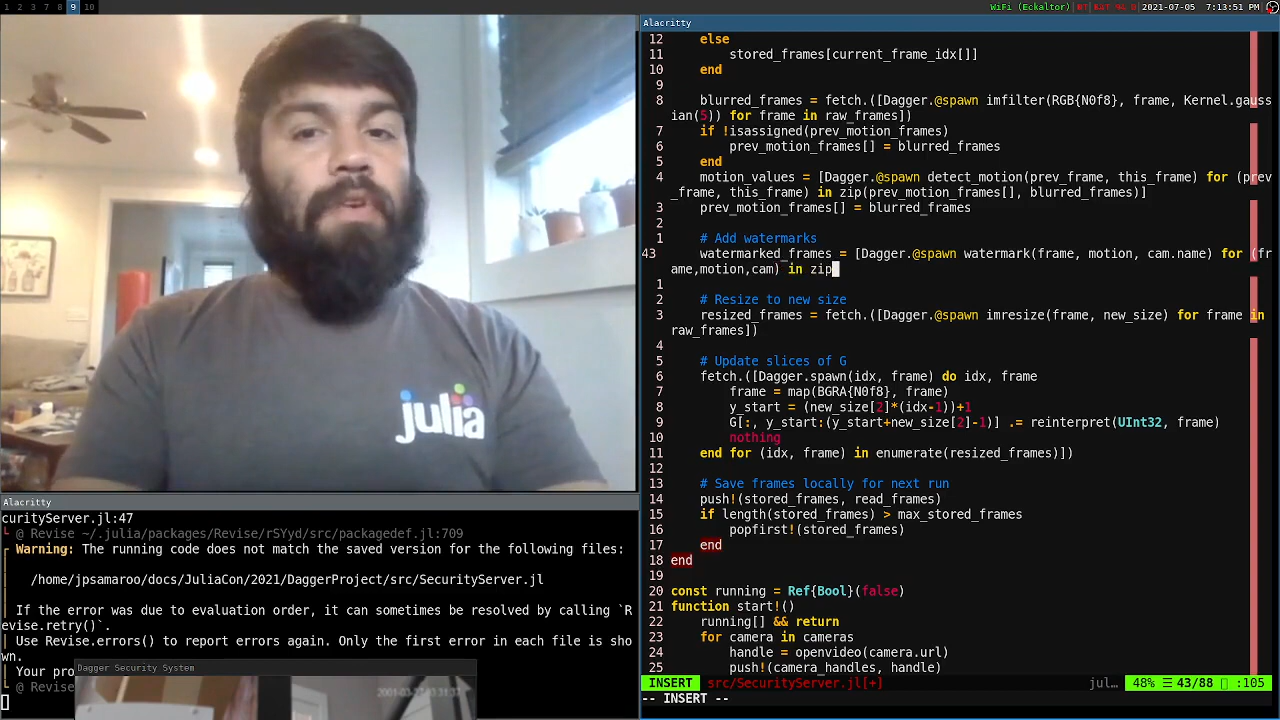 1 2 3 7 8 9 10
WiFi (Eckaltor)
2021-07-05
7:13:51 PM
Alacritty
12 else
11 stored_frames[current_frame_idx[]]
10 end
9
8 blurred_frames = fetch.([Dagger.@spawn imfilter(RGB{N0f8}, frame, Kernel.gauss
ian(5)) for frame in raw_frames])
7 if !isassigned(prev_motion_frames)
6 prev_motion_frames[] = blurred_frames
5 end
4 motion_values = [Dagger.@spawn detect_motion(prev_frame, this_frame) for (prev
_frame, this_frame) in zip(prev_motion_frames[], blurred_frames)]
3 prev_motion_frames[] = blurred_frames
2
1 # Add watermarks
43 watermarked_frames = [Dagger.@spawn watermark(frame, motion, cam.name) for (fr
ame,motion,cam) in zip
1
2 # Resize to new size
3 resized_frames = fetch.([Dagger.@spawn imresize(frame, new_size) for frame in
raw_frames])
4
5 # Update slices of G
6 fetch.([Dagger.spawn(idx, frame) do idx, frame
7 frame = map(BGRA{N0f8}, frame)
8 y_start = (new_size[2]*(idx-1))+1
9 G[:, y_start:(y_start+new_size[2]-1)] .= reinterpret(UInt32, frame)
10 nothing
11 end for (idx, frame) in enumerate(resized_frames)])
12
13 # Save frames locally for next run
14 push!(stored_frames, read_frames)
15 if length(stored_frames) > max_stored_frames
16 popfirst!(stored_frames)
17 end
18 end
19
20 const running = Ref{Bool}(false)
21 function start!()
22 running[] && return
23 for camera in cameras
24 handle = openvideo(camera.url)
25 push!(camera_handles, handle)
INSERT src/SecurityServer.jl[+] jul… 48% 43/88 :105
-- INSERT --
julia
Alacritty
curityServer.jl:47
@ Revise ~/.julia/packages/Revise/rSYyd/src/packagedef.jl:709
Warning: The running code does not match the saved version for the following files:
/home/jpsamaroo/docs/JuliaCon/2021/DaggerProject/src/SecurityServer.jl
If the error was due to evaluation order, it can sometimes be resolved by calling `R
evise.retry()`.
Use Revise.errors() to report errors again. Only the first error in each file is sho
wn.
Your pro
@ Revise
Dagger Security System